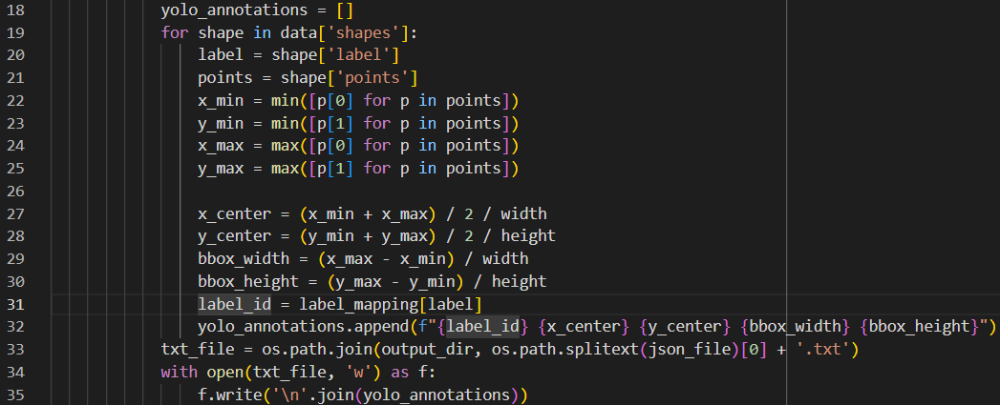 18 yolo_annotations = []
19 for shape in data['shapes']:
20 label = shape['label']
21 points = shape['points']
22 x_min = min([p[0] for p in points])
23 y_min = min([p[1] for p in points])
24 x_max = max([p[0] for p in points])
25 y_max = max([p[1] for p in points])
26
27 x_center = (x_min + x_max) / 2 / width
28 y_center = (y_min + y_max) / 2 / height
29 bbox_width = (x_max - x_min) / width
30 bbox_height = (y_max - y_min) / height
31 label_id = label_mapping[label]
32 yolo_annotations.append(f"{label_id} {x_center} {y_center} {bbox_width} {bbox_height}")
33 txt_file = os.path.join(output_dir, os.path.splitext(json_file)[0] + '.txt')
34 with open(txt_file, 'w') as f:
35 f.write('\n'.join(yolo_annotations))